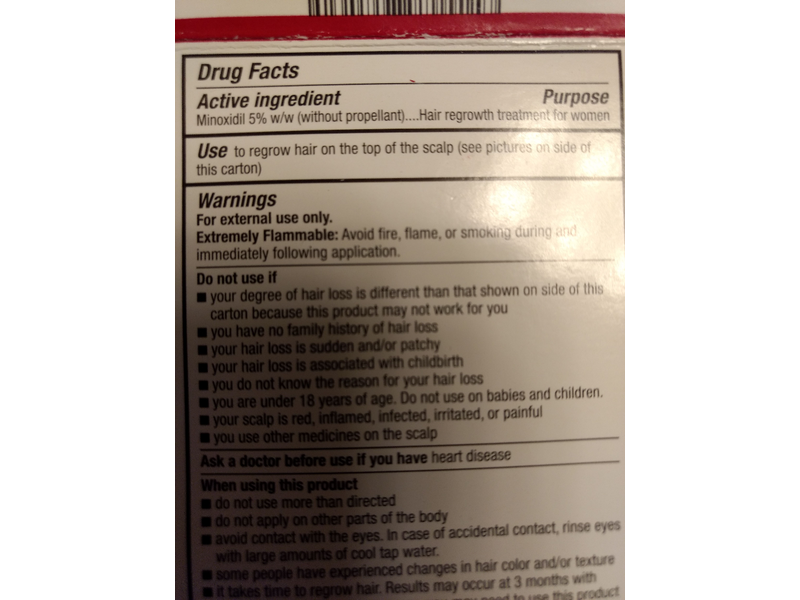 Drug Facts
Active ingredient Purpose
Minoxidil 5% w/w (without propellant)....Hair regrowth treatment for women
Use to regrow hair on the top of the scalp (see pictures on side of
this carton)
Warnings
For external use only.
Extremely Flammable: Avoid fire, flame, or smoking during and
immediately following application.
Do not use if
■ your degree of hair loss is different than that shown on side of this
carton because this product may not work for you
■ you have no family history of hair loss
■ your hair loss is sudden and/or patchy
■ your hair loss is associated with childbirth
■ you do not know the reason for your hair loss
■ you are under 18 years of age. Do not use on babies and children.
■ your scalp is red, inflamed, infected, irritated, or painful
■ you use other medicines on the scalp
Ask a doctor before use if you have heart disease
When using this product
■ do not use more than directed
■ do not apply on other parts of the body
■ avoid contact with the eyes. In case of accidental contact, rinse eyes
with large amounts of cool tap water.
■ some people have experienced changes in hair color and/or texture
■ it takes time to regrow hair. Results may occur at 3 months with
may need to use this product